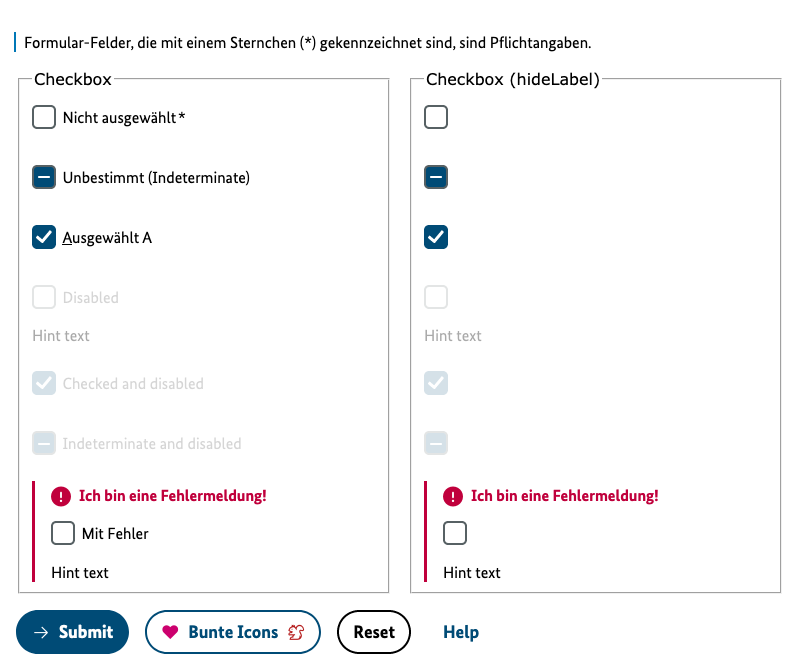 Formular-Felder, die mit einem Sternchen (*) gekennzeichnet sind, sind Pflichtangaben.
Checkbox
Nicht ausgewählt*
Unbestimmt (Indeterminate)
Ausgewählt A
Disabled
Hint text
Checked and disabled
Indeterminate and disabled
Ich bin eine Fehlermeldung!
Mit Fehler
Hint text
Checkbox (hideLabel)
Hint text
Ich bin eine Fehlermeldung!
Hint text
Submit
Bunte Icons
Reset
Help